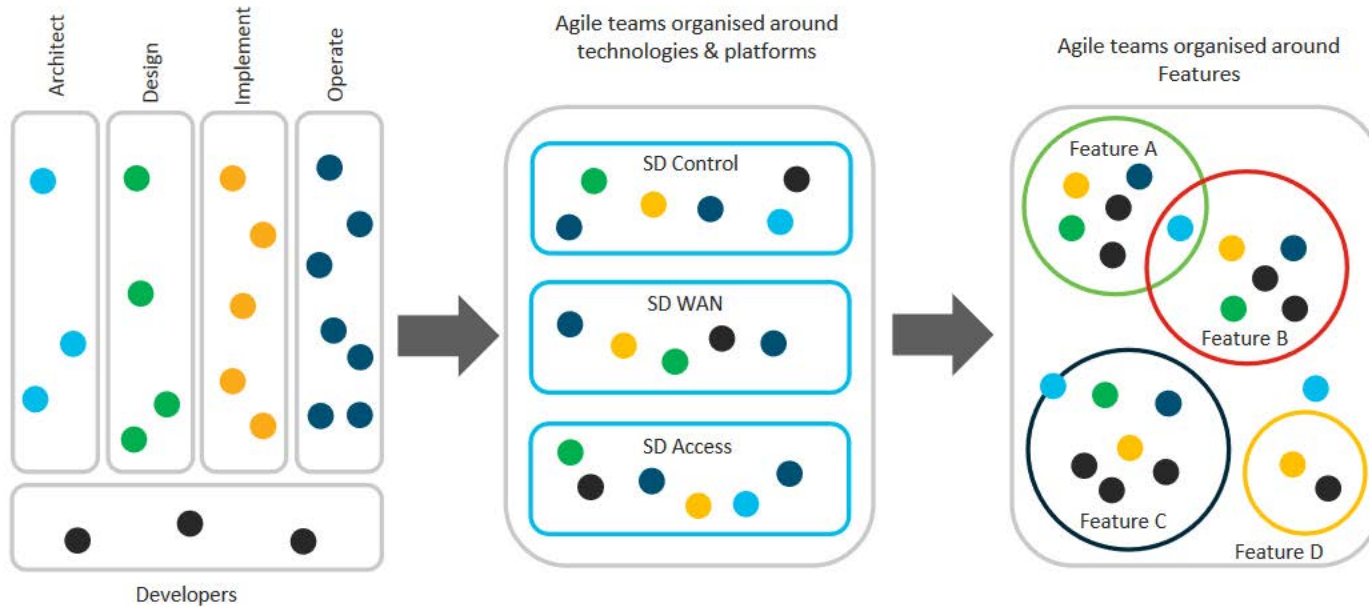 Architect
Design
Implement
Operate
Developers
Agile teams organised around
technologies & platforms
SD Control
SD WAN
SD Access
Agile teams organised around
Features
Feature A
Feature B
Feature C
Feature D